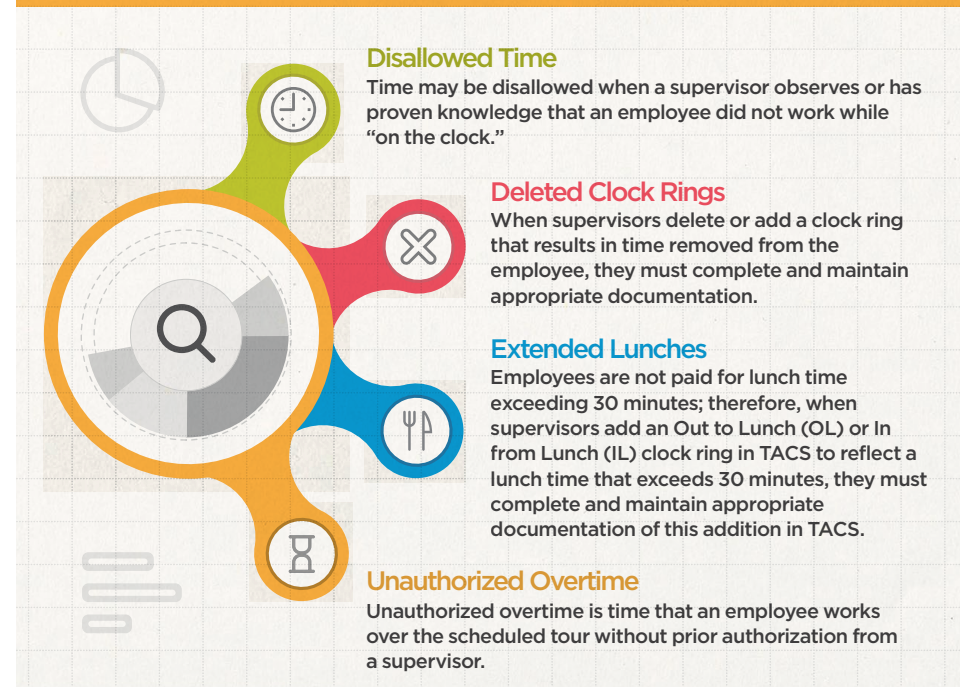 Disallowed Time
Time may be disallowed when a supervisor observes or has
proven knowledge that an employee did not work while
“on the clock.”
Deleted Clock Rings
When supervisors delete or add a clock ring
that results in time removed from the
employee, they must complete and maintain
appropriate documentation.
Extended Lunches
Employees are not paid for lunch time
exceeding 30 minutes; therefore, when
supervisors add an Out to Lunch (OL) or In
from Lunch (IL) clock ring in TACS to reflect a
lunch time that exceeds 30 minutes, they must
complete and maintain appropriate
documentation of this addition in TACS.
Unauthorized Overtime
Unauthorized overtime is time that an employee works
over the scheduled tour without prior authorization from
a supervisor.